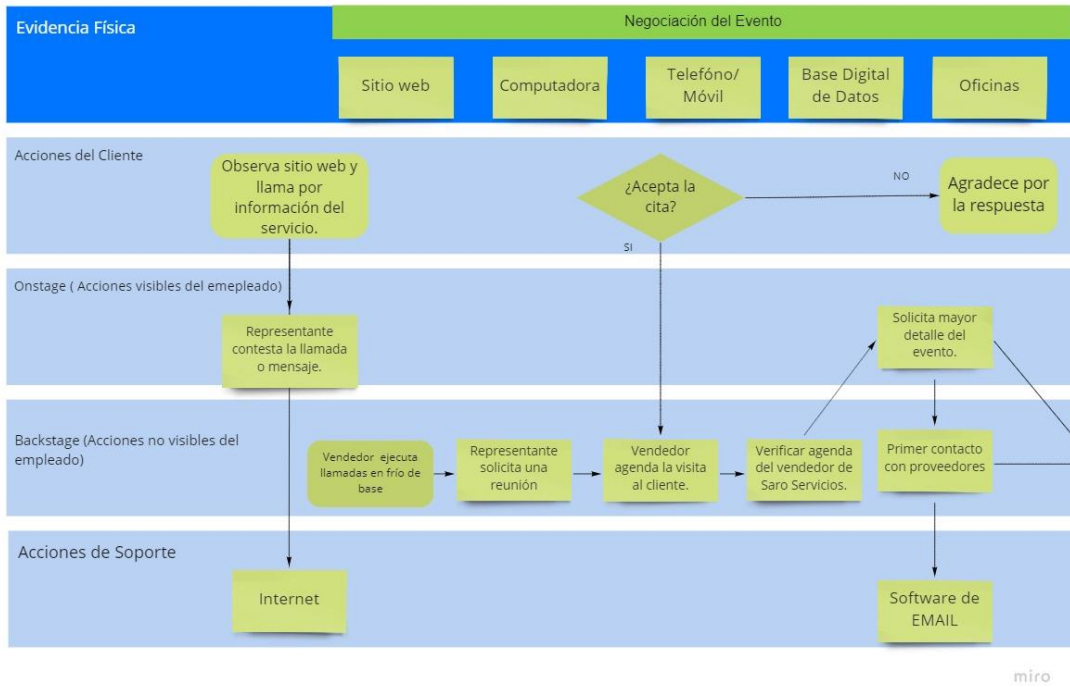 Evidencia Física
Negociación del Evento
Sitio web
Computadora
Telefóno/
Móvil
Base Digital
de Datos
Oficinas
Acciones del Cliente
Observa sitio web y
llama por
información del
servicio.
¿Acepta la
cita?
NO
Agradece por
la respuesta
SI
Onstage ( Acciones visibles del emepleado)
Representante
contesta la llamada
o mensaje.
Solicita mayor
detalle del
evento.
Backstage (Acciones no visibles del
empleado)
Vendedor ejecuta
llamadas en frío de
base
Representante
solicita una
reunión
Vendedor
agenda la visita
al cliente.
Verificar agenda
del vendedor de
Saro Servicios.
Primer contacto
con proveedores
Acciones de Soporte
Internet
Software de
EMAIL
miro